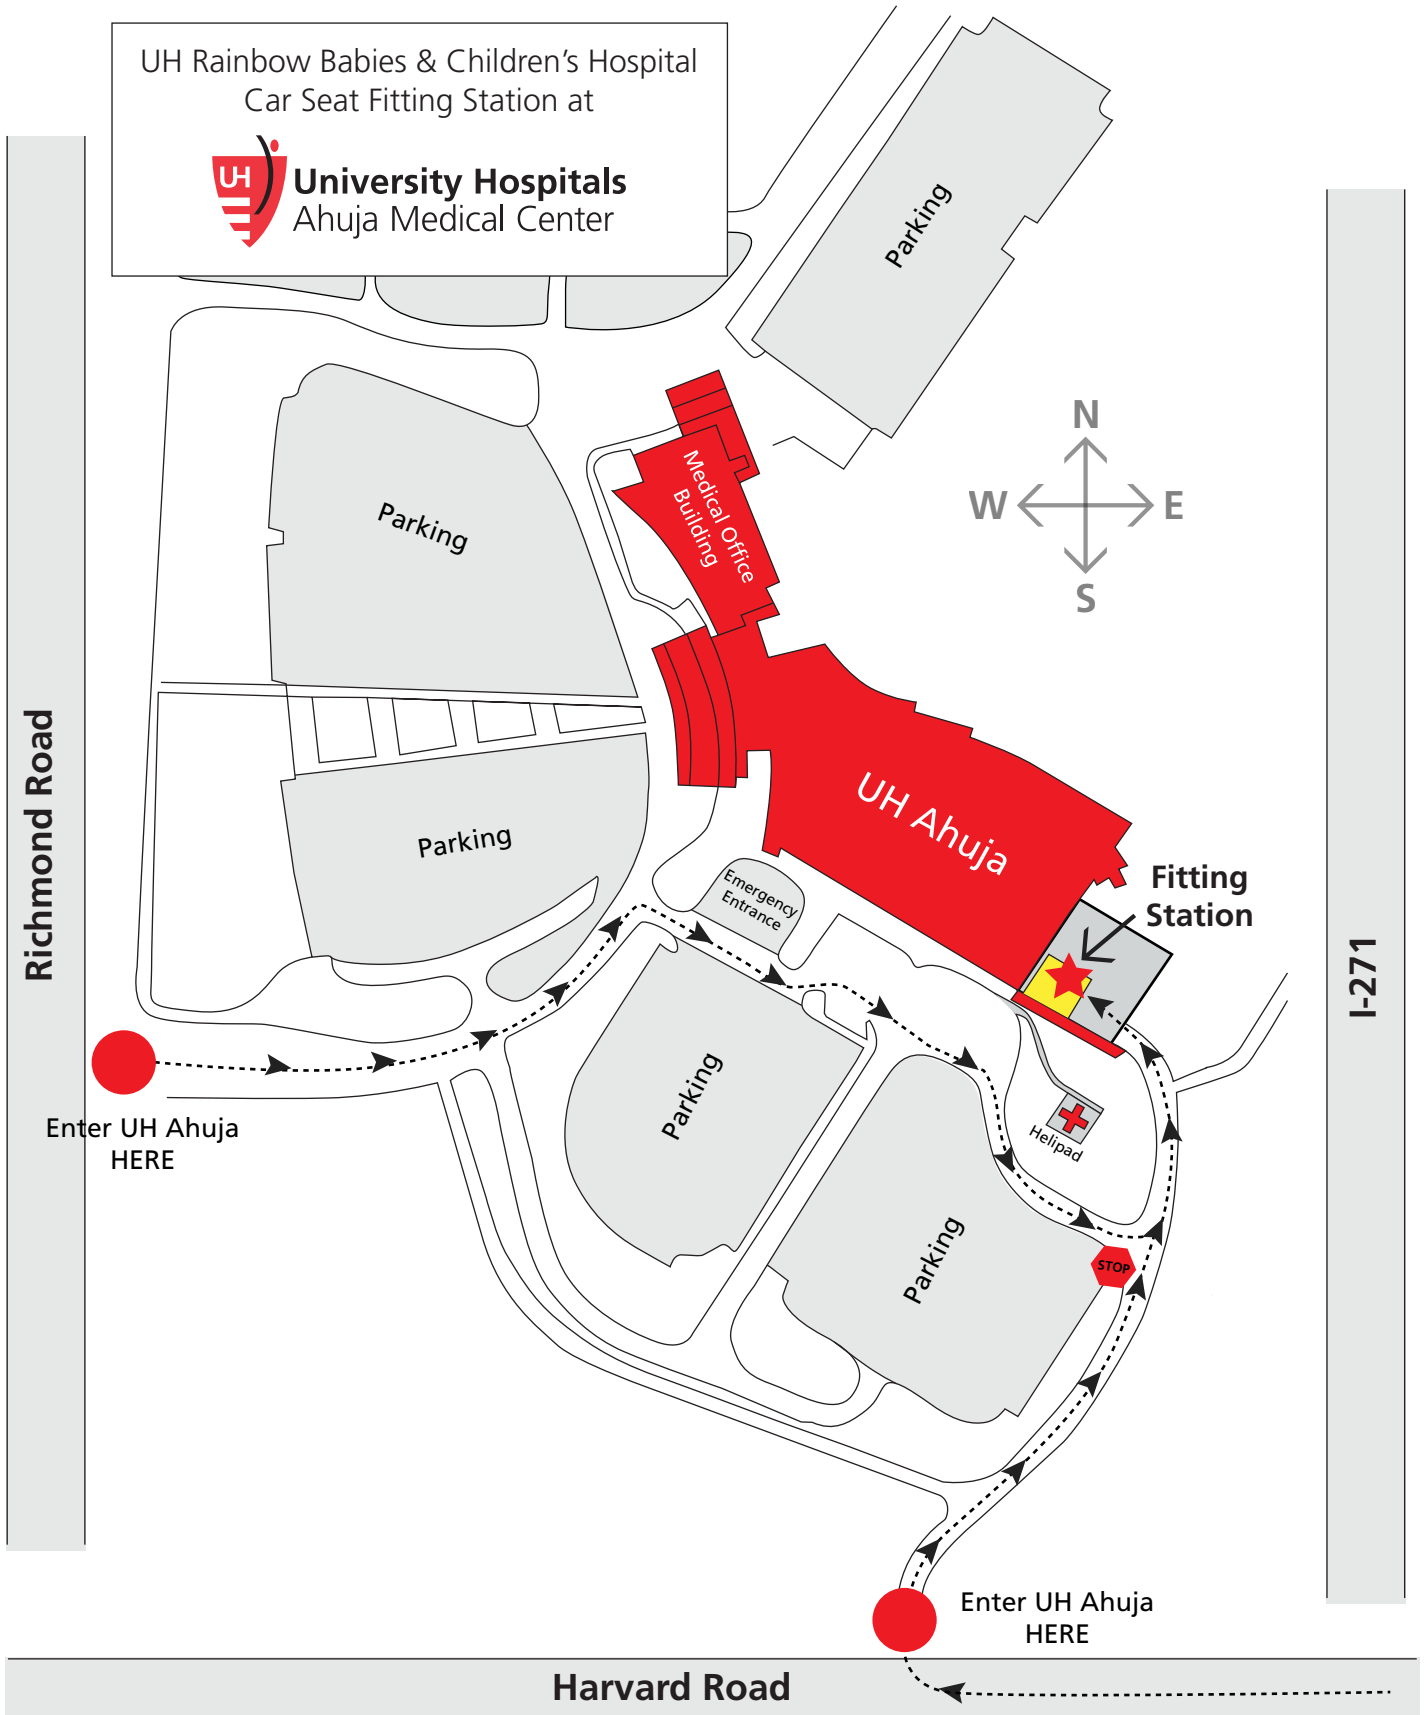 UH Rainbow Babies & Children's Hospital
Car Seat Fitting Station at
UH
University Hospitals
Ahuja Medical Center
Parking
N
W
E
S
Medical Office
Building
Parking
Richmond Road
UH Ahuja
Parking
Emergency
Entrance
Fitting
Station
I-271
Enter UH Ahuja
HERE
Parking
Helipad
Parking
STOP
Enter UH Ahuja
HERE
Harvard Road